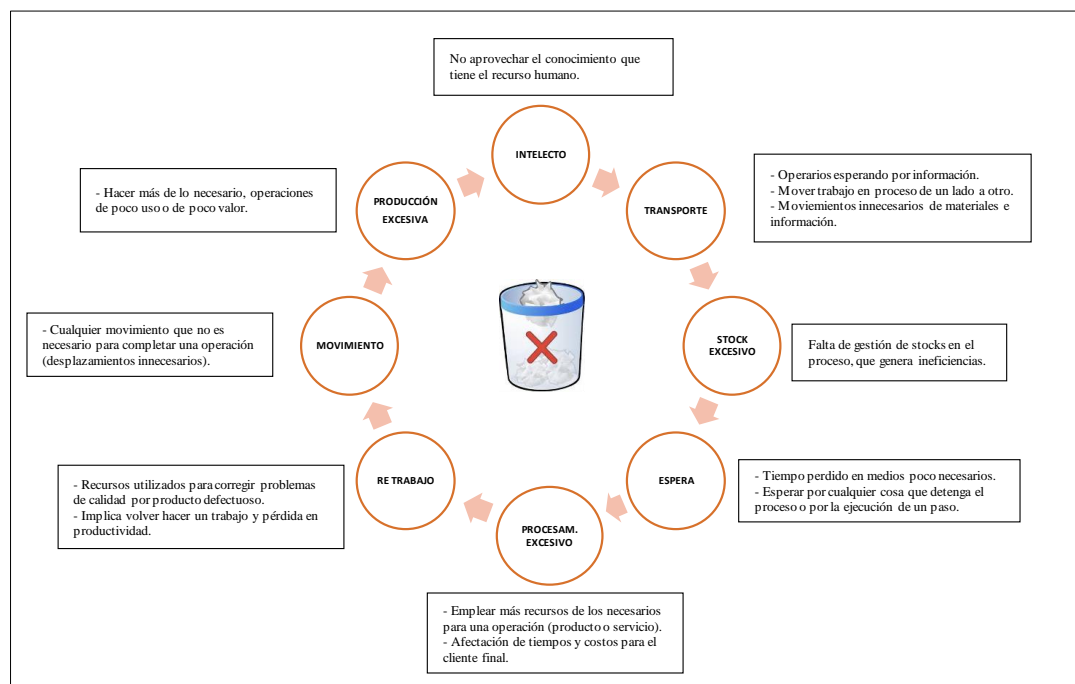 No aprovechar el conocimiento que
tiene el recurso humano.
INTELECTO
- Operarios esperando por información.
- Mover trabajo en proceso de un lado a otro.
- Moviemientos innecesarios de materiales e
información.
TRANSPORTE
STOCK
EXCESIVO
Falta de gestión de stocks en el
proceso, que genera ineficiencias.
ESPERA
- Tiempo perdido en medios poco necesarios.
- Esperar por cualquier cosa que detenga el
proceso o por la ejecución de un paso.
PROCESAM.
EXCESIVO
- Emplear más recursos de los necesarios
para una operación (producto o servicio).
- Afectación de tiempos y costos para el
cliente final.
RE TRABAJO
- Recursos utilizados para corregir problemas
de calidad por producto defectuoso.
- Implica volver hacer un trabajo y pérdida en
productividad.
MOVIMIENTO
- Cualquier movimiento que no es
necesario para completar una operación
(desplazamientos innecesarios).
PRODUCCIÓN
EXCESIVA
- Hacer más de lo necesario, operaciones
de poco uso o de poco valor.